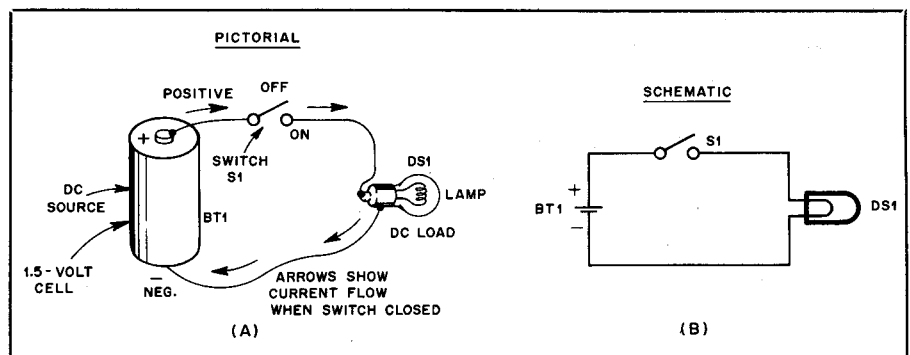 PICTORIAL
OFF
POSITIVE
ON
SWITCH
S1
+
DS1
LAMP
DC
SOURCE
BT1
DC LOAD
1.5-VOLT
CELL
–
NEG.
ARROWS SHOW
CURRENT FLOW
WHEN SWITCH CLOSED
(A)
SCHEMATIC
S1
+
BT1
–
DS1
(B)